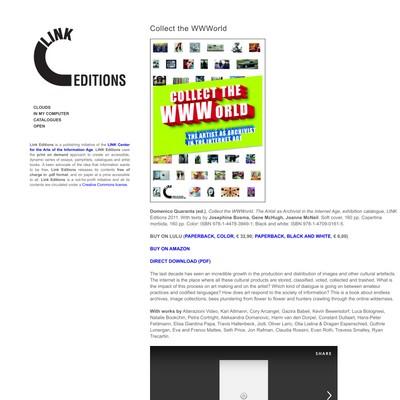 LINK
EDITIONS
CLOUDS
IN MY COMPUTER
CATALOGUES
OPEN
Link Editions is a publishing initiative of the LINK Center
for the Arts of the Information Age. LINK Editions uses
the print on demand approach to create an accessible,
dynamic series of essays, pamphlets, catalogues and artist
books. A keen advocate of the idea that information wants
to be free, LINK Editions releases its contents free of
charge in .pdf format, and on paper at a price accessible
to all. Link Editions is a not-for-profit initiative and all its
contents are circulated under a Creative Commons license.
Collect the WWWorld
COLLECT THE
WWWORLD
THE ARTIST AS ARCHIVIST
IN THE INTERNET AGE
Domenico Quaranta (ed.), Collect the WWWorld. The Artist as Archivist in the Internet Age, exhibition catalogue, LINK
Editions 2011. With texts by Josephine Bosma, Gene McHugh, Joanne McNeil. Soft cover, 160 pp. Copertina
morbida, 160 pp. Color: ISBN 978-1-4478-3949-1. Black and white: ISBN 978-1-4709-0161-5.
BUY ON LULU (PAPERBACK, COLOR, € 33,90; PAPERBACK, BLACK AND WHITE, € 8,00)
BUY ON AMAZON
DIRECT DOWNLOAD (PDF)
The last decade has seen an incredible growth in the production and distribution of images and other cultural artefacts.
The internet is the place where all these cultural products are stored, classified, voted, collected and trashed. What is
the impact of this process on art making and on the artist? Which kind of dialogue is going on between amateur
practices and codified languages? How does art respond to the society of information? This is a book about endless
archives, image collections, bees plundering from flower to flower and hunters crawling through the online wilderness.
With works by Alterazioni Video, Kari Altmann, Cory Arcangel, Gazira Babeli, Kevin Bewersdorf, Luca Bolognesi,
Natalie Bookchin, Petra Cortright, Aleksandra Domanovic, Harm van den Dorpel, Constant Dullaart, Hans-Peter
Feldmann, Elisa Giardina Papa, Travis Hallenbeck, Jodi, Oliver Laric, Olia Lialina & Dragan Espenschied, Guthrie
Lonergan, Eva and Franco Mattes, Seth Price, Jon Rafman, Claudia Rossini, Evan Roth, Travess Smalley, Ryan
Trecartin.
SHARE